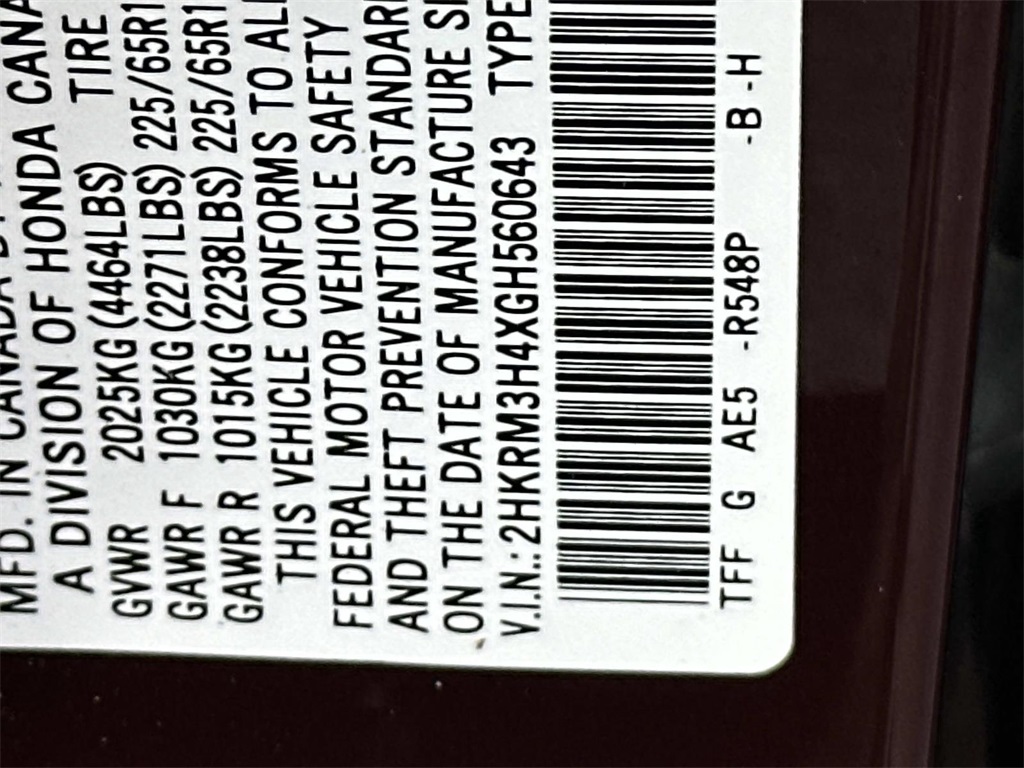 MFD. IN CANADA
A DIVISION OF HONDA CANA
GVWR 2025KG (4464LBS) TIRE
GAWR F 1030KG (2271LBS) 225/65R1
GAWR R 1015KG (2238LBS) 225/65R1
THIS VEHICLE CONFORMS TO ALL
FEDERAL MOTOR VEHICLE SAFETY
AND THEFT PREVENTION STANDAR
ON THE DATE OF MANUFACTURE S
V.I.N.: 2HKRM3H4XGH560643 TYPE
TFF G AE5 -R548P -B -H